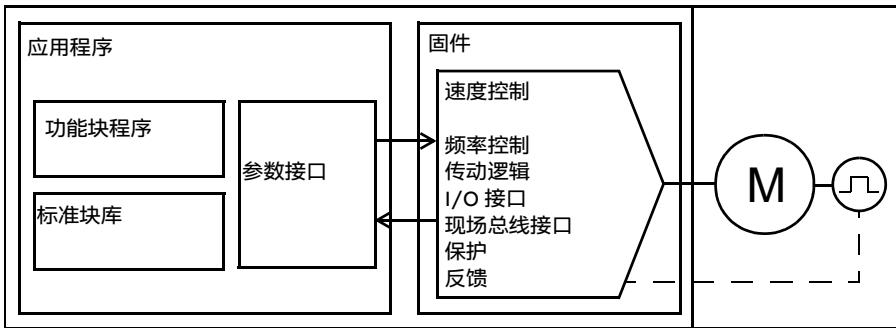 应用程序
功能块程序
标准块库
参数接口
固件
速度控制
频率控制
传动逻辑
I/O 接口
现场总线接口
保护
反馈
M